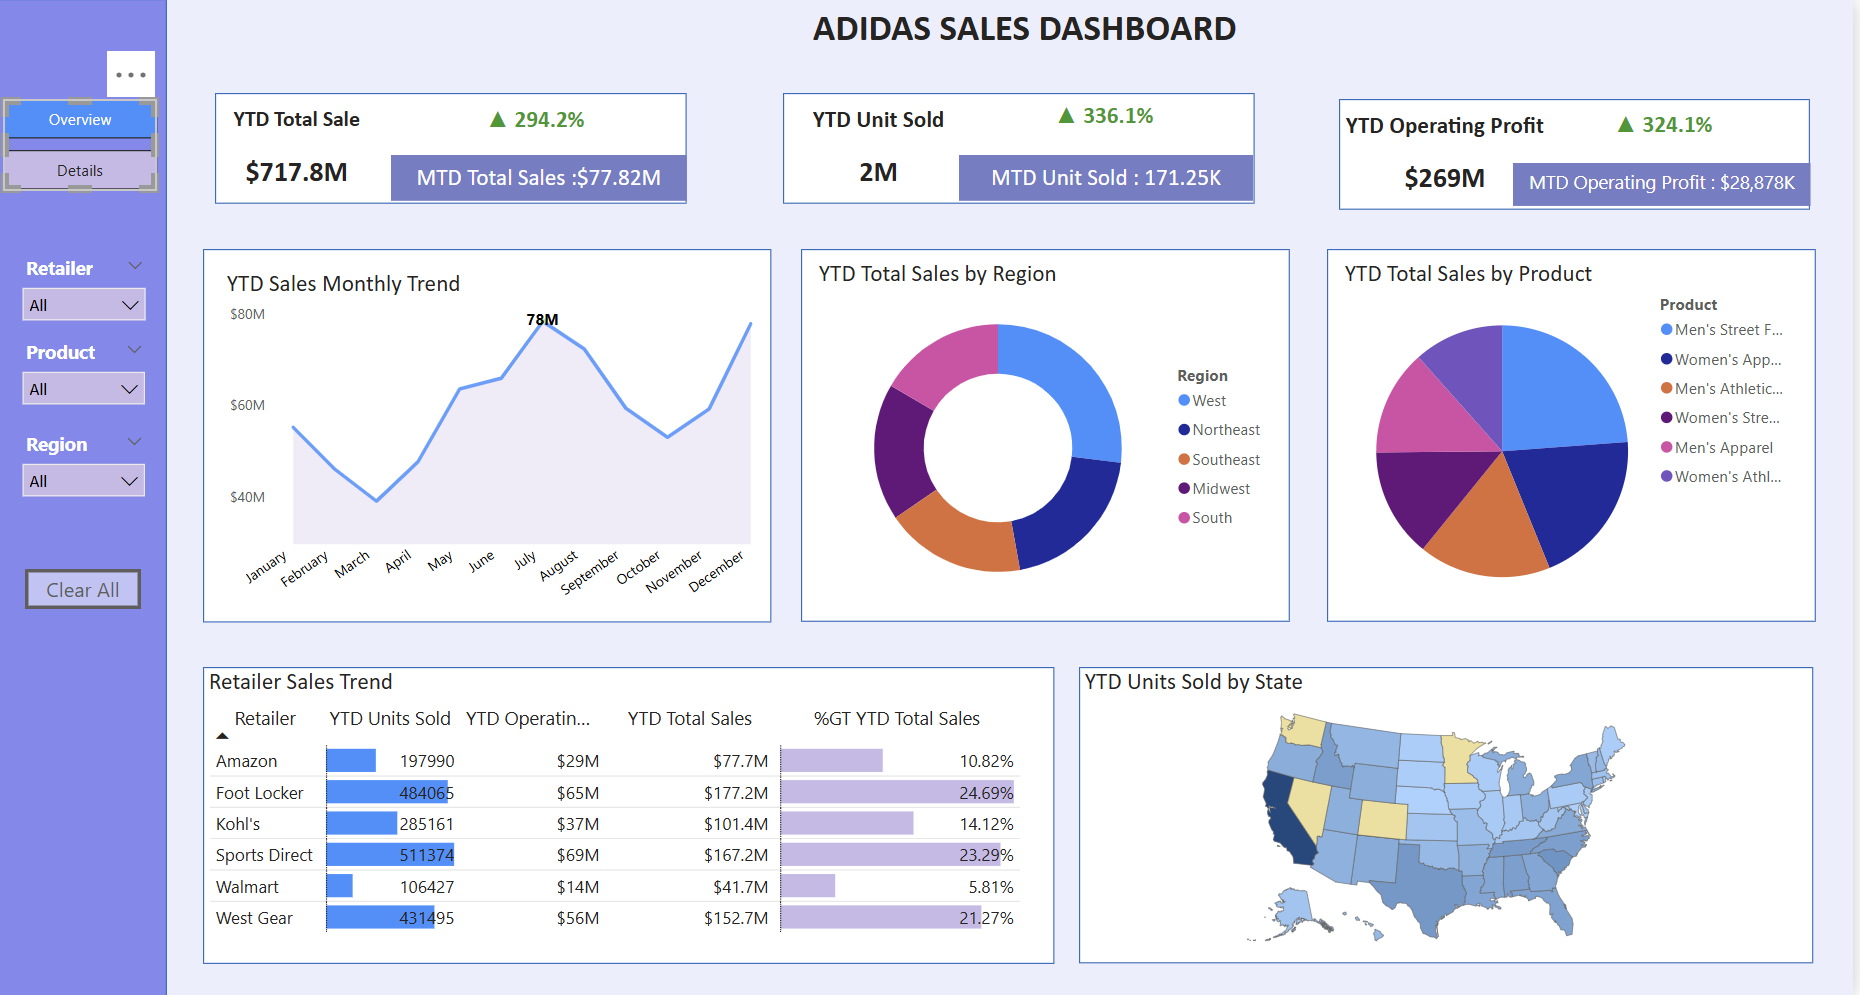 ADIDAS SALES DASHBOARD
Overview
Details
Retailer
All
Product
All
Region
All
Clear All
YTD Total Sale
▲ 294.2%
$717.8M
MTD Total Sales :$77.82M
YTD Unit Sold
▲ 336.1%
2M
MTD Unit Sold : 171.25K
YTD Operating Profit
▲ 324.1%
$269M
MTD Operating Profit : $28,878K
YTD Sales Monthly Trend
$80M
$60M
$40M
78M
January
February
March
April
May
June
July
August
September
October
November
December
YTD Total Sales by Region
Region
West
Northeast
Southeast
Midwest
South
YTD Total Sales by Product
Product
Men's Street F...
Women's App...
Men's Athletic...
Women's Stre...
Men's Apparel
Women's Athl...
Retailer Sales Trend
Retailer YTD Units Sold YTD Operatin... YTD Total Sales %GT YTD Total Sales
Amazon 197990 $29M $77.7M 10.82%
Foot Locker 484065 $65M $177.2M 24.69%
Kohl's 285161 $37M $101.4M 14.12%
Sports Direct 511374 $69M $167.2M 23.29%
Walmart 106427 $14M $41.7M 5.81%
West Gear 431495 $56M $152.7M 21.27%
YTD Units Sold by State